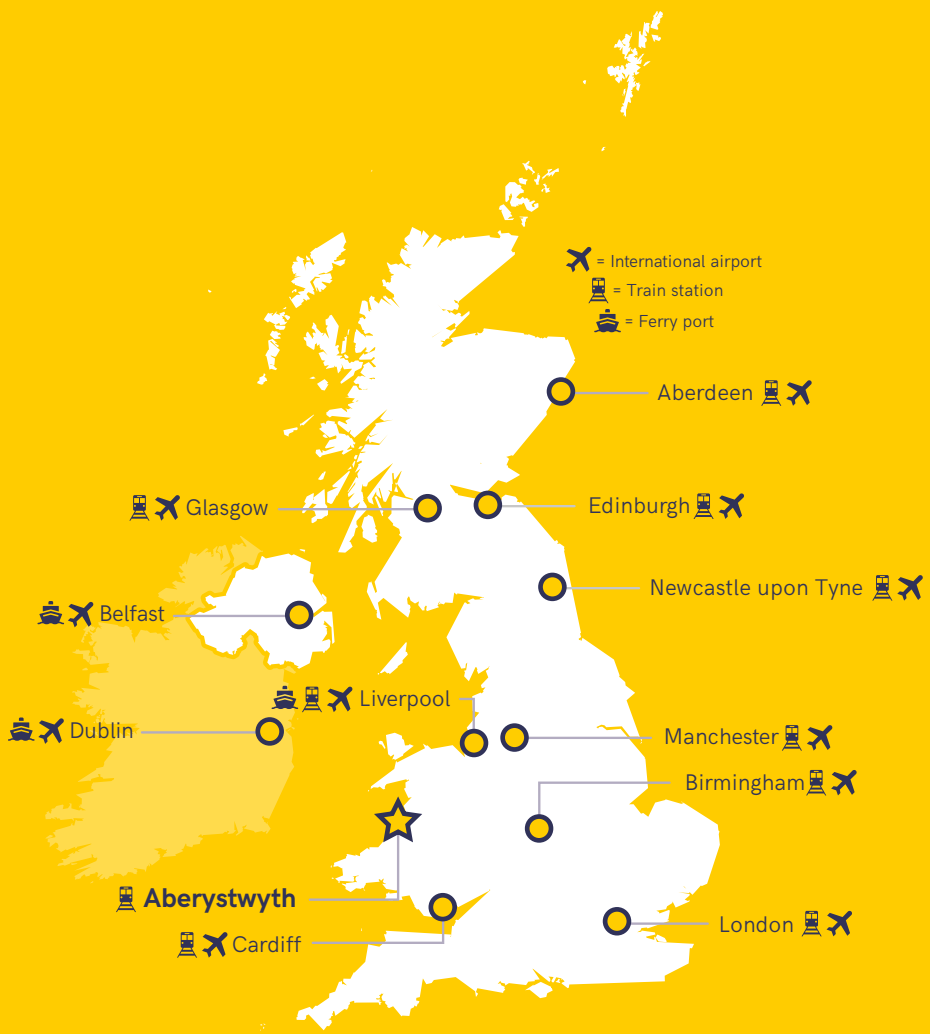 = International airport
= Train station
= Ferry port
Aberdeen
Glasgow
Edinburgh
Newcastle upon Tyne
Belfast
Liverpool
Dublin
Manchester
Birmingham
Aberystwyth
London
Cardiff